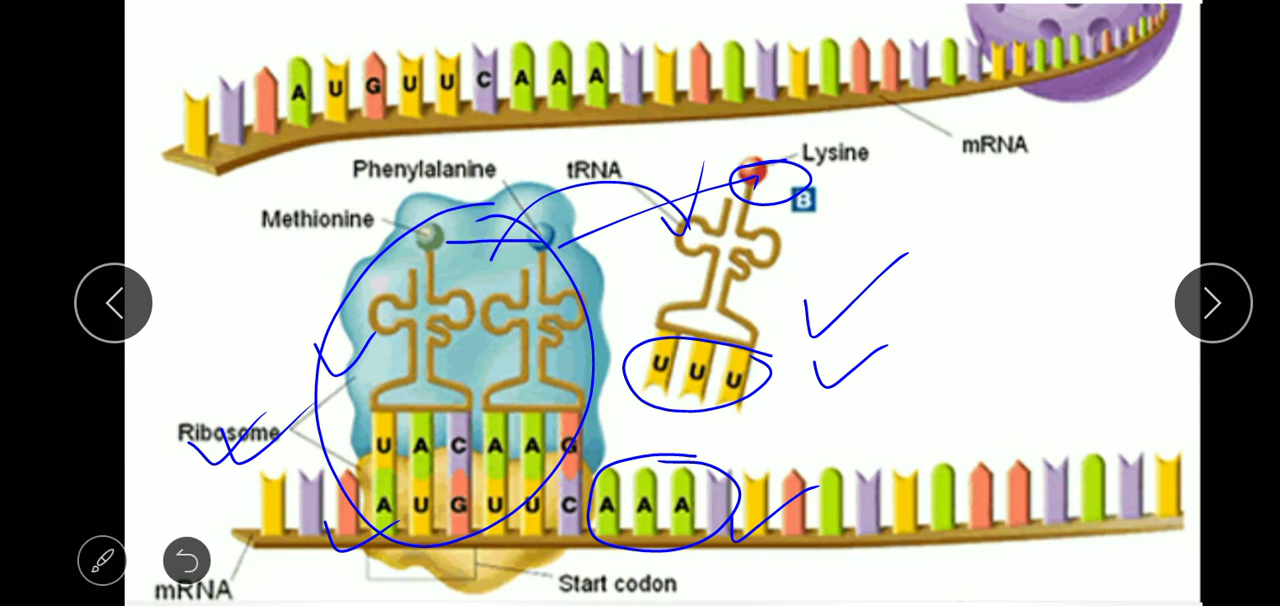 A U G U U C A A A
mRNA
Lysine
Phenylalanine
tRNA
B
Methionine
U U U
Ribosome
U A C A A G
A U G U U C A A A
Start codon
mRNA